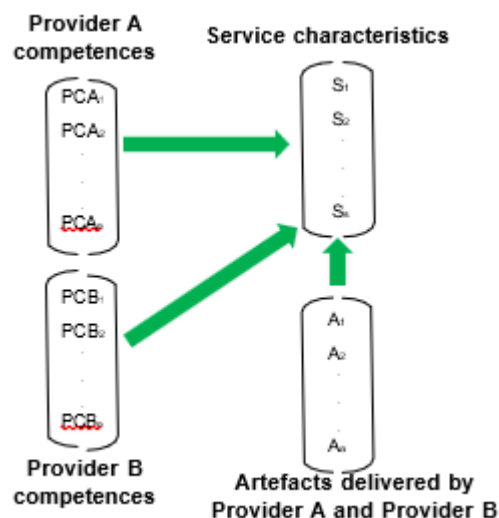 Provider A
competences
PCA₁
PCA₂
.
.
.
PCAₚ
PCB₁
PCB₂
.
.
.
PCBₚ
Provider B
competences
Service characteristics
S₁
S₂
.
.
.
Sₙ
A₁
A₂
.
.
.
Aₙ
Artefacts delivered by
Provider A and Provider B